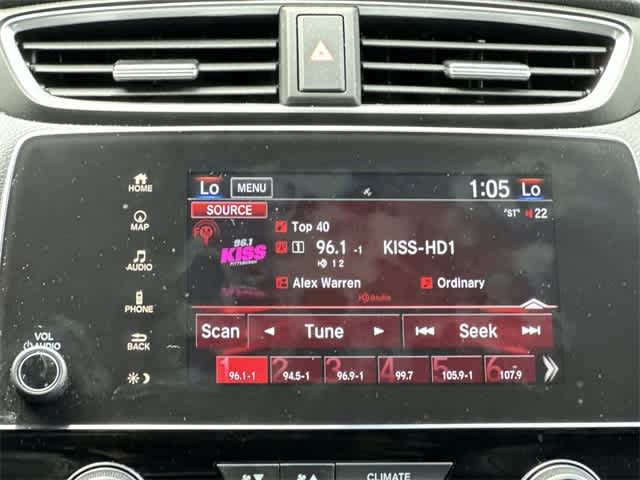 Lo MENU 1:05 Lo
SOURCE "ST" 22
Top 40
96.1 KISS PITTSBURGH
1 96.1 -1 KISS-HD1
1 2
Alex Warren Ordinary
HD Radio
Scan Tune Seek
1 96.1-1 2 94.5-1 3 96.9-1 4 99.7 5 105.9-1 6 107.9
HOME
MAP
AUDIO
PHONE
BACK
VOL
AUDIO
CLIMATE